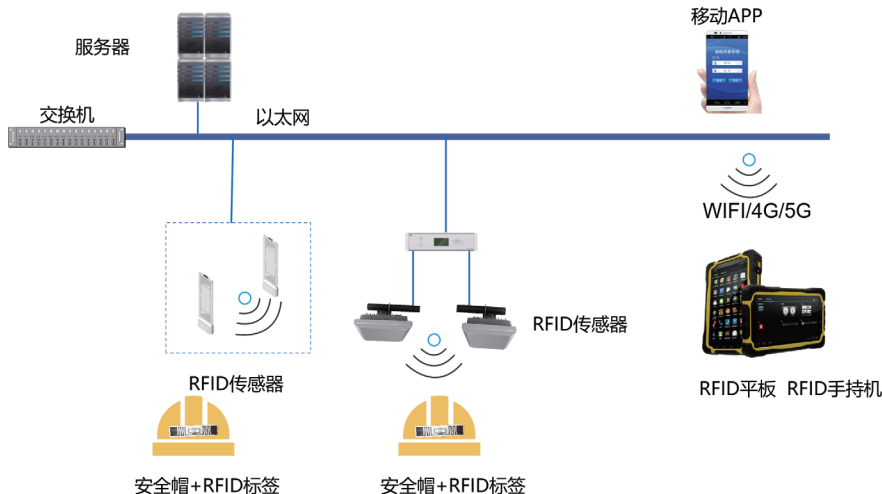 移动APP
服务器
交换机
以太网
WIFI/4G/5G
RFID传感器
RFID传感器
RFID平板 RFID手持机
安全帽+RFID标签
安全帽+RFID标签